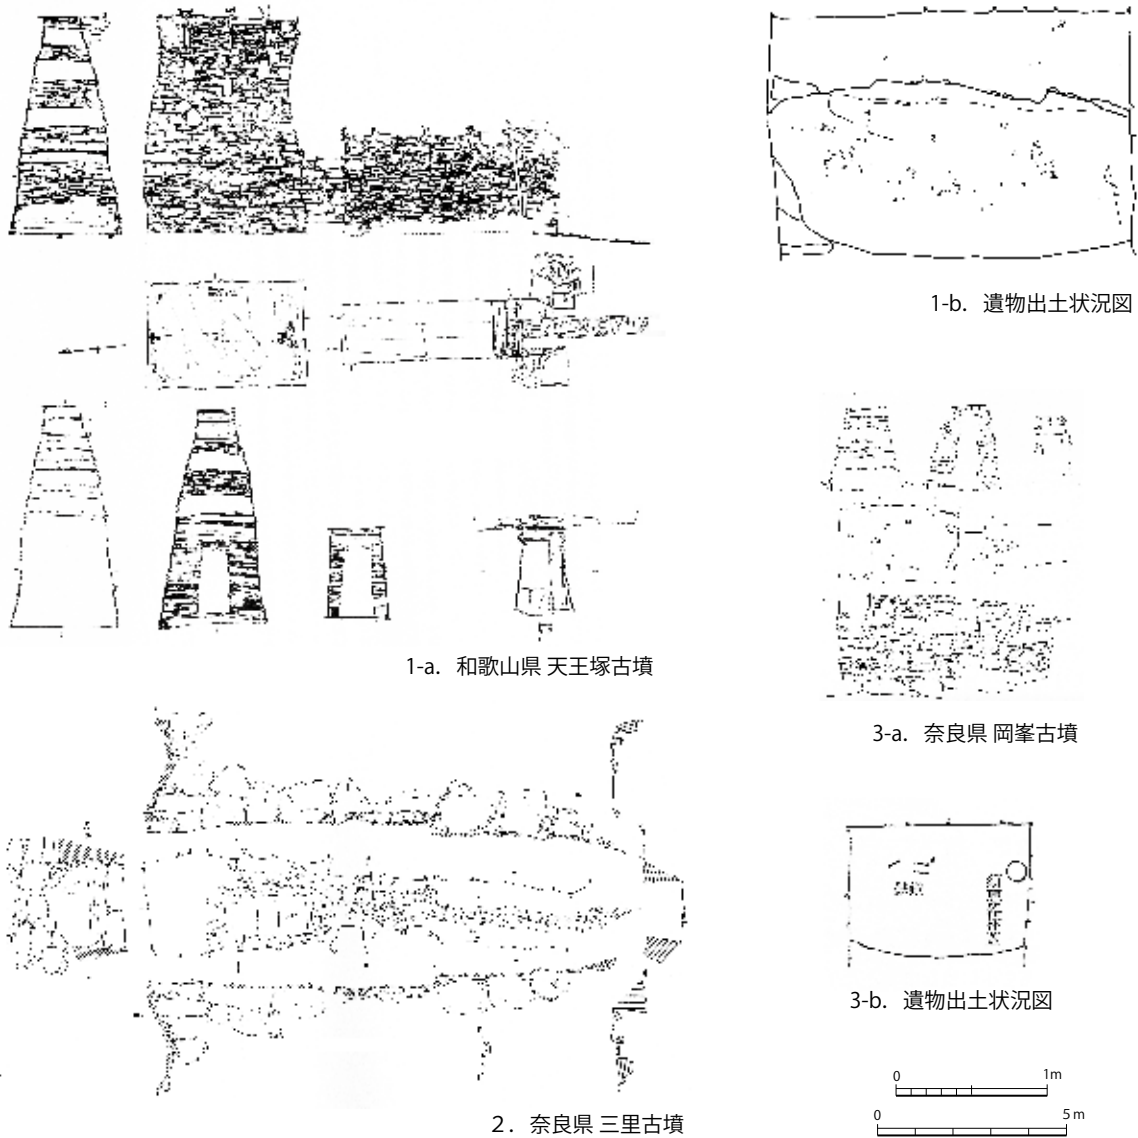 1-b. 遺物出土状況図
1-a. 和歌山県 天王塚古墳
3-a. 奈良県 岡峯古墳
3-b. 遺物出土状況図
0 1m
0 5m
2. 奈良県 三里古墳